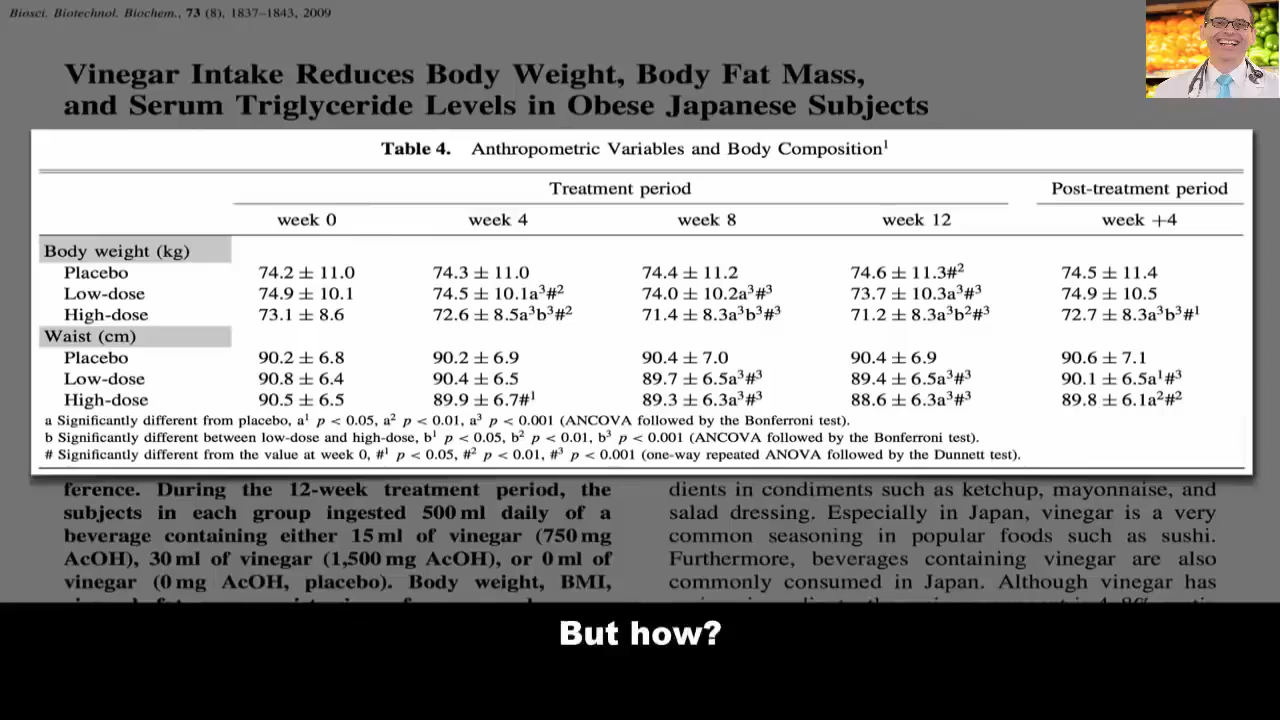 Biosci. Biotechnol. Biochem., 73 (8), 1837–1843, 2009
Vinegar Intake Reduces Body Weight, Body Fat Mass,
and Serum Triglyceride Levels in Obese Japanese Subjects
Table 4. Anthropometric Variables and Body Composition¹
Treatment period Post-treatment period
week 0 week 4 week 8 week 12 week +4
Body weight (kg)
Placebo 74.2 ± 11.0 74.3 ± 11.0 74.4 ± 11.2 74.6 ± 11.3#² 74.5 ± 11.4
Low-dose 74.9 ± 10.1 74.5 ± 10.1a³#² 74.0 ± 10.2a³#³ 73.7 ± 10.3a³#³ 74.9 ± 10.5
High-dose 73.1 ± 8.6 72.6 ± 8.5a³b³#² 71.4 ± 8.3a³b³#³ 71.2 ± 8.3a³b²#³ 72.7 ± 8.3a³b³#¹
Waist (cm)
Placebo 90.2 ± 6.8 90.2 ± 6.9 90.4 ± 7.0 90.4 ± 6.9 90.6 ± 7.1
Low-dose 90.8 ± 6.4 90.4 ± 6.5 89.7 ± 6.5a³#³ 89.4 ± 6.5a³#³ 90.1 ± 6.5a¹#³
High-dose 90.5 ± 6.5 89.9 ± 6.7#¹ 89.3 ± 6.3a³#³ 88.6 ± 6.3a³#³ 89.8 ± 6.1a²#²
a Significantly different from placebo, a¹ p < 0.05, a² p < 0.01, a³ p < 0.001 (ANCOVA followed by the Bonferroni test).
b Significantly different between low-dose and high-dose, b¹ p < 0.05, b² p < 0.01, b³ p < 0.001 (ANCOVA followed by the Bonferroni test).
# Significantly different from the value at week 0, #¹ p < 0.05, #² p < 0.01, #³ p < 0.001 (one-way repeated ANOVA followed by the Dunnett test).
ference. During the 12-week treatment period, the
subjects in each group ingested 500 ml daily of a
beverage containing either 15 ml of vinegar (750 mg
AcOH), 30 ml of vinegar (1,500 mg AcOH), or 0 ml of
vinegar (0 mg AcOH, placebo). Body weight, BMI,
dients in condiments such as ketchup, mayonnaise, and
salad dressing. Especially in Japan, vinegar is a very
common seasoning in popular foods such as sushi.
Furthermore, beverages containing vinegar are also
commonly consumed in Japan. Although vinegar has
But how?